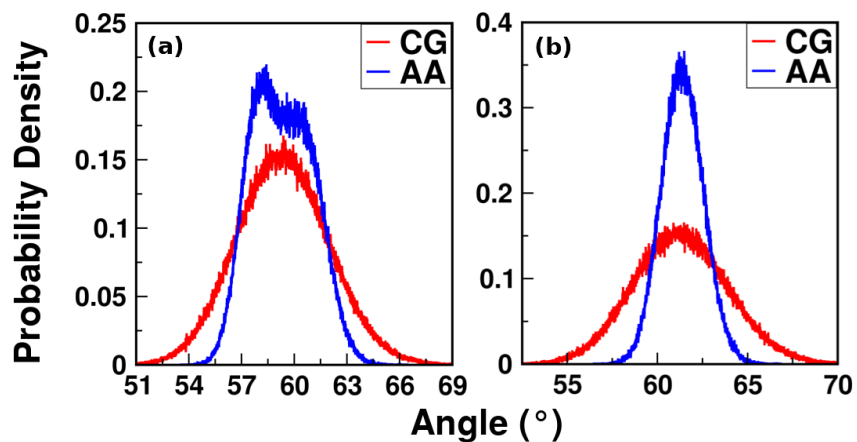 Probability Density
(a)
CG
AA
0.25
0.2
0.15
0.1
0.05
0
51 54 57 60 63 66 69
(b)
CG
AA
0.4
0.3
0.2
0.1
0
55 60 65 70
Angle (°)